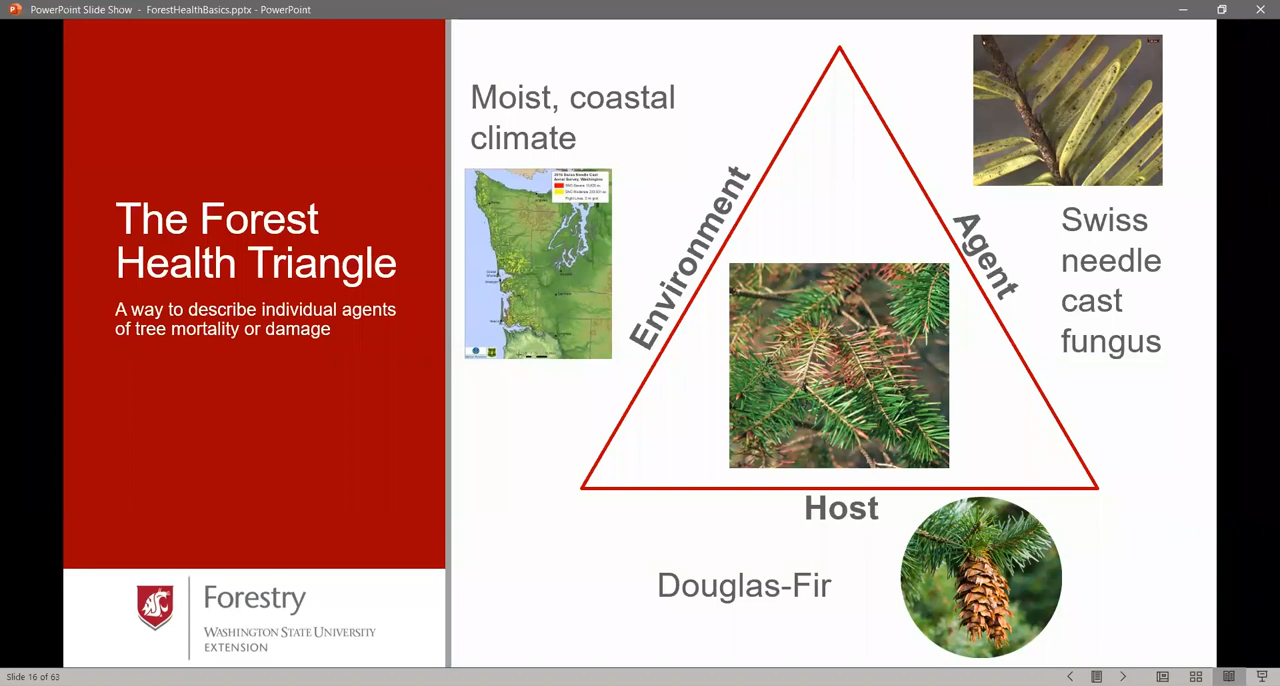 PowerPoint Slide Show - ForestHealthBasics.pptx - PowerPoint
The Forest
Health Triangle
A way to describe individual agents
of tree mortality or damage
Forestry
WASHINGTON STATE UNIVERSITY
EXTENSION
Moist, coastal
climate
Environment
Agent
Swiss
needle
cast
fungus
Host
Douglas-Fir
Slide 16 of 63